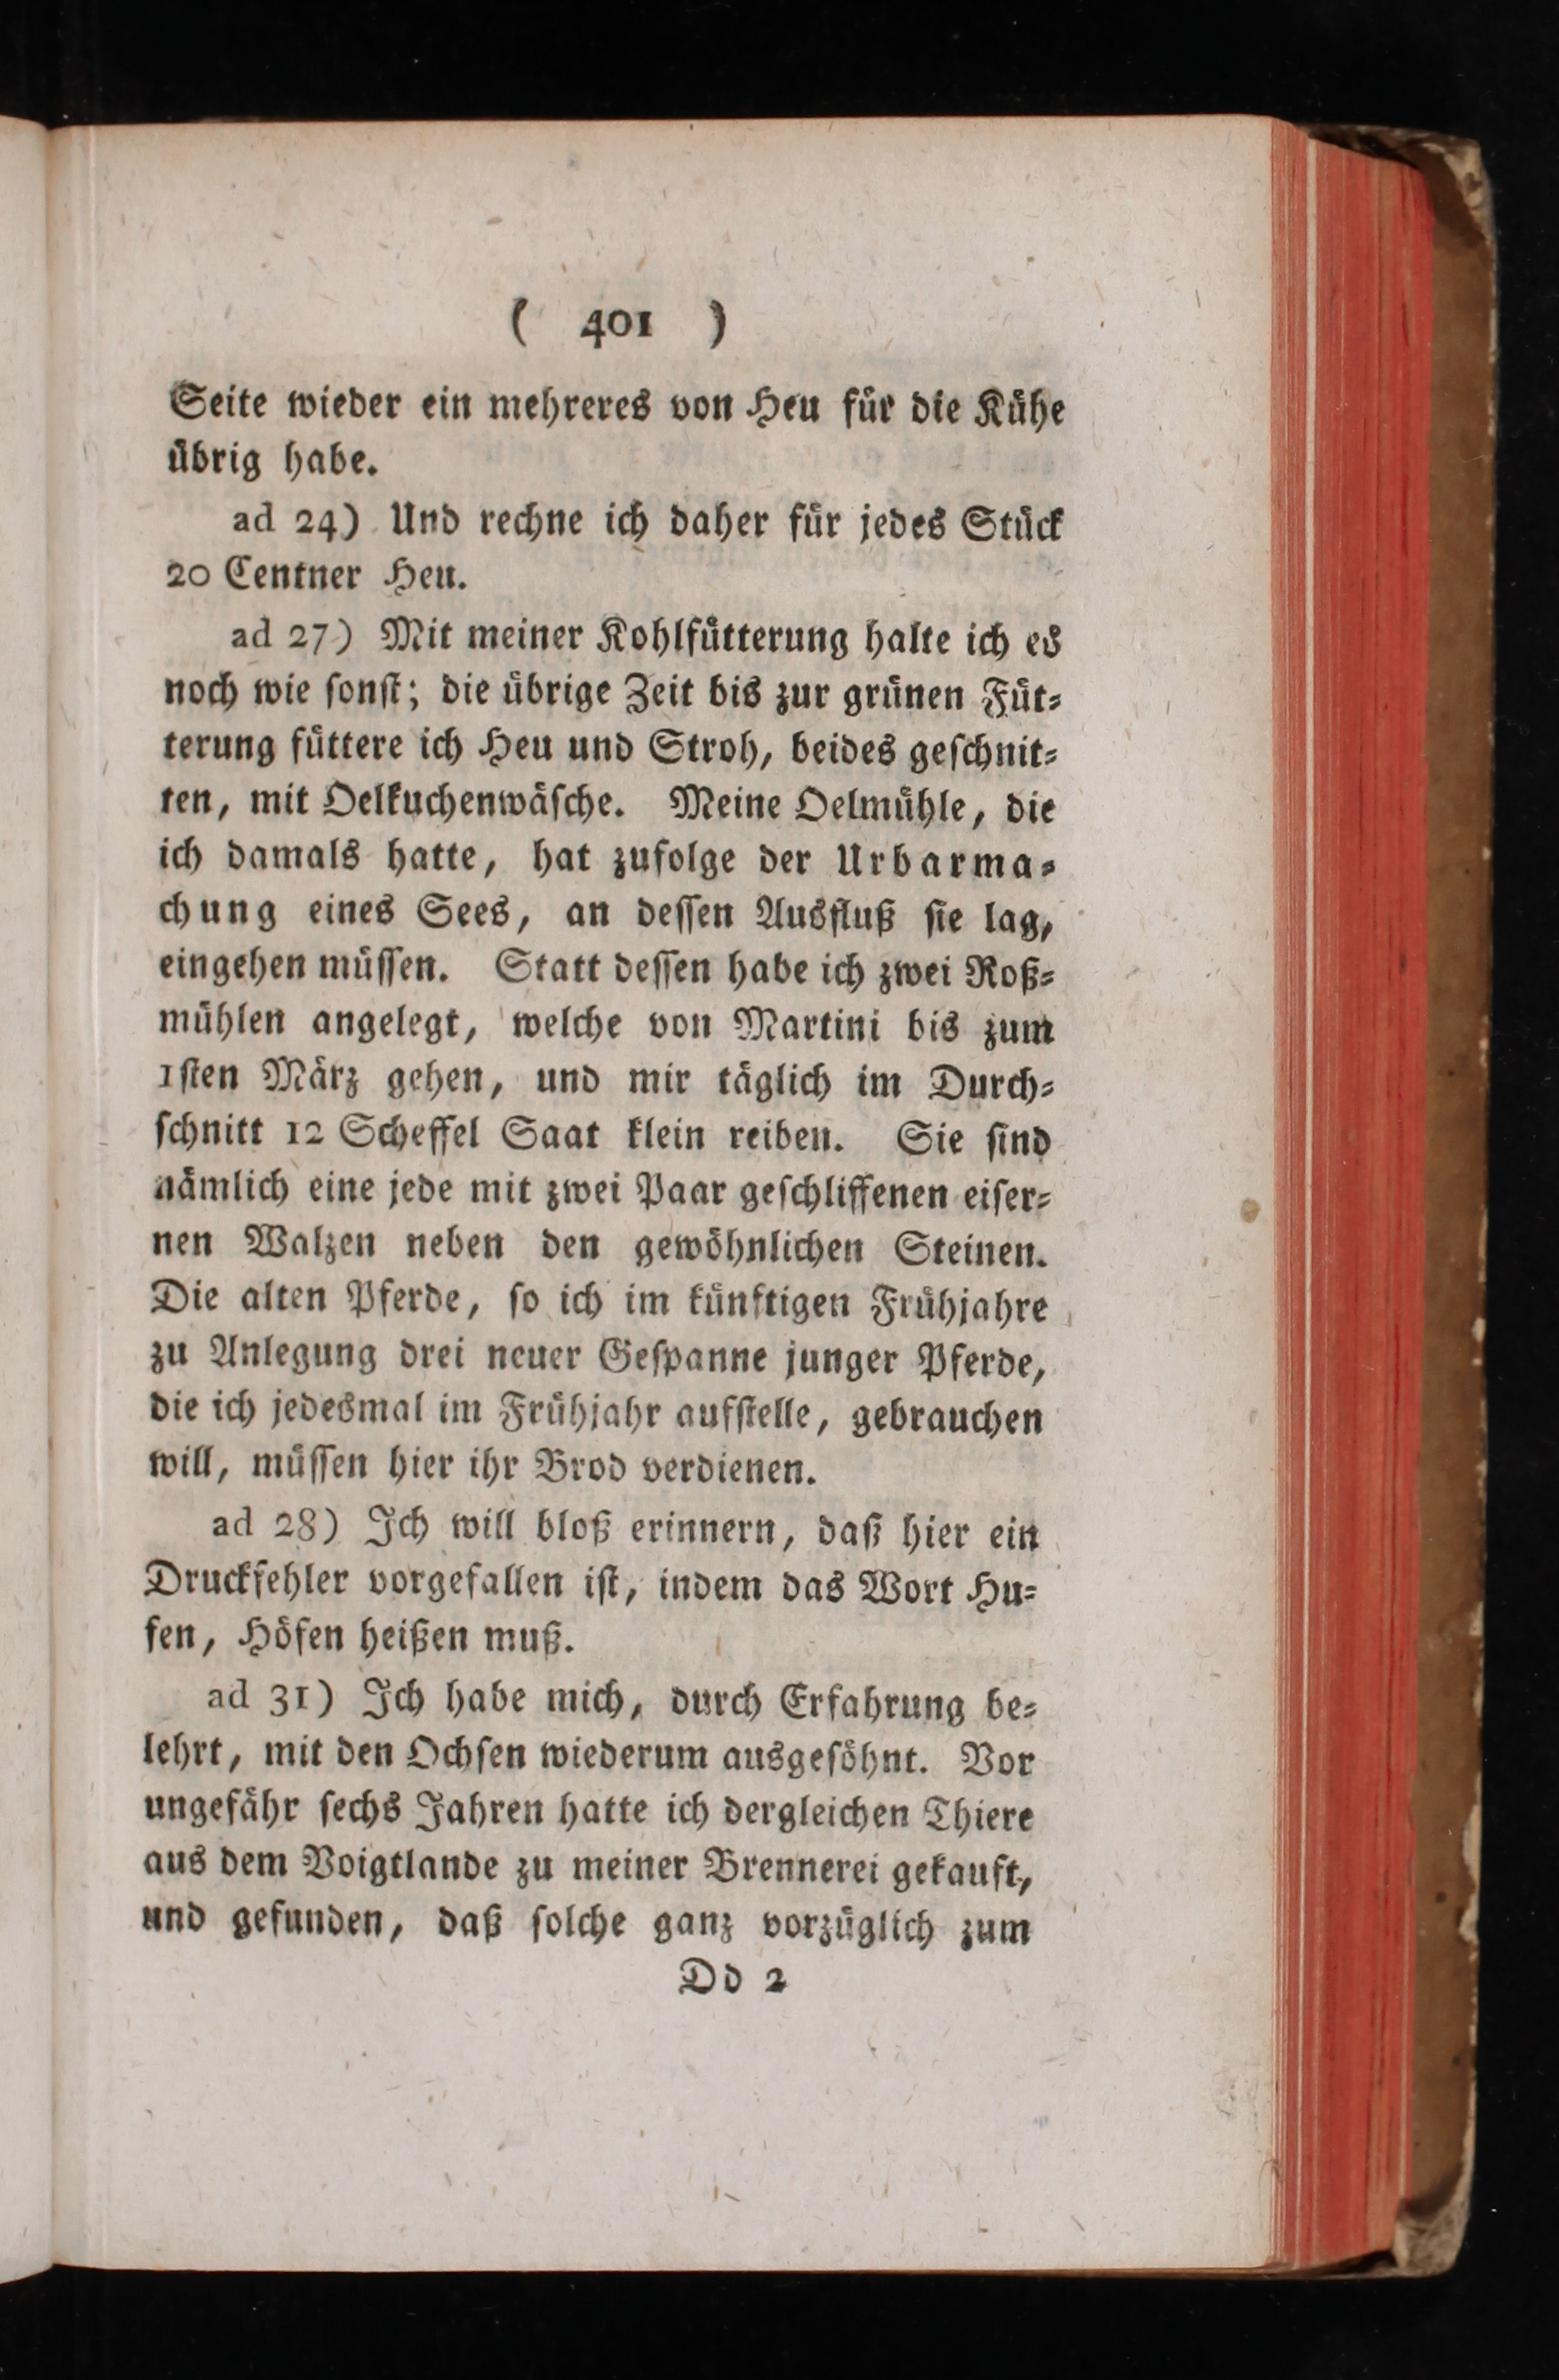 ( 401 )
Seite wieder ein mehreres von Heu für die Kühe
übrig habe.
ad 24) Und rechne ich daher für jedes Stück
20 Centner Heu.
ad 27) Mit meiner Kohlfütterung halte ich es
noch wie sonst; die übrige Zeit bis zur grünen Füt-
terung füttere ich Heu und Stroh, beides geschnit-
ten, mit Oelkuchenwäsche. Meine Oelmühle, die
ich damals hatte, hat zufolge der Urbarma-
chung eines Sees, an dessen Ausfluß sie lag,
eingehen müssen. Statt dessen habe ich zwei Roß-
mühlen angelegt, welche von Martini bis zum
1sten März gehen, und mir täglich im Durch-
schnitt 12 Scheffel Saat klein reiben. Sie sind
nämlich eine jede mit zwei Paar geschliffenen eiser-
nen Walzen neben den gewöhnlichen Steinen.
Die alten Pferde, so ich im künftigen Frühjahre
zu Anlegung drei neuer Gespanne junger Pferde,
die ich jedesmal im Frühjahr aufstelle, gebrauchen
will, müssen hier ihr Brod verdienen.
ad 28) Ich will bloß erinnern, daß hier ein
Druckfehler vorgefallen ist, indem das Wort Hu-
fen, Höfen heißen muß.
ad 31) Ich habe mich, durch Erfahrung be-
lehrt, mit den Ochsen wiederum ausgesöhnt. Vor
ungefähr sechs Jahren hatte ich dergleichen Thiere
aus dem Voigtlande zu meiner Brennerei gekauft,
und gefunden, daß solche ganz vorzüglich zum
Dd 2